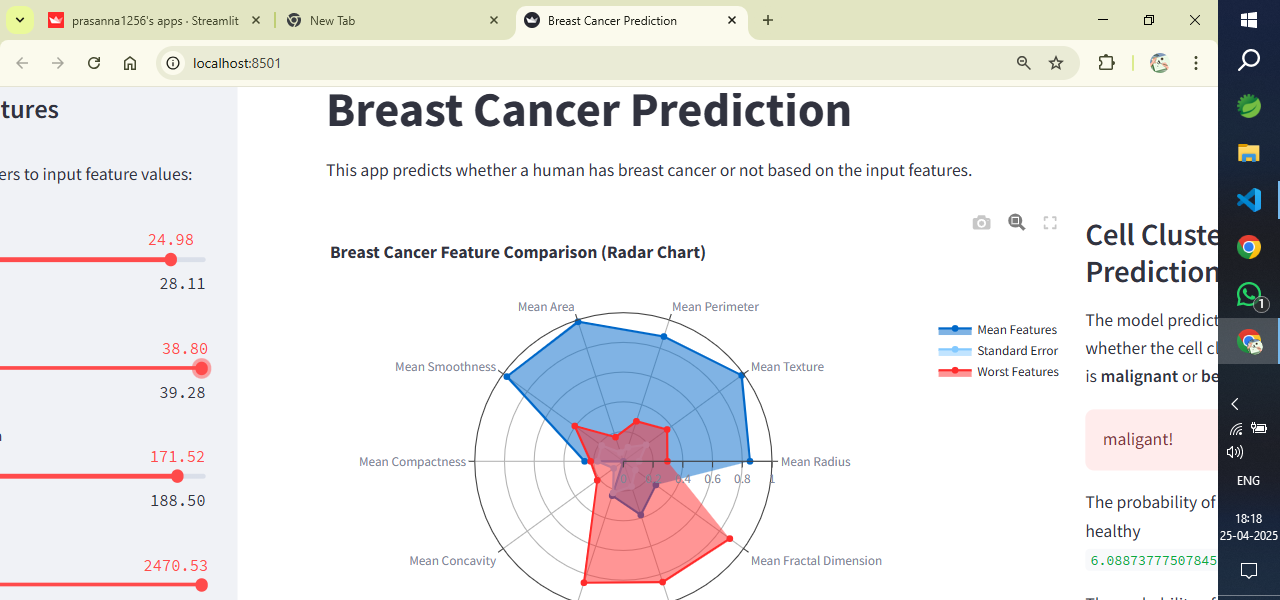 prasanna1256's apps · Streamlit
New Tab
Breast Cancer Prediction
localhost:8501
tures
ers to input feature values:
24.98
28.11
38.80
39.28
171.52
188.50
2470.53
Breast Cancer Prediction
This app predicts whether a human has breast cancer or not based on the input features.
Breast Cancer Feature Comparison (Radar Chart)
Mean Area
Mean Perimeter
Mean Smoothness
Mean Texture
Mean Compactness
Mean Radius
0.4
0.6
0.8
1
Mean Concavity
Mean Fractal Dimension
Mean Features
Standard Error
Worst Features
Cell Cluste
Prediction
The model predict
whether the cell cl
is malignant or be
maligant!
The probability of
healthy
6.08873777507845
1
ENG
18:18
25-04-2025